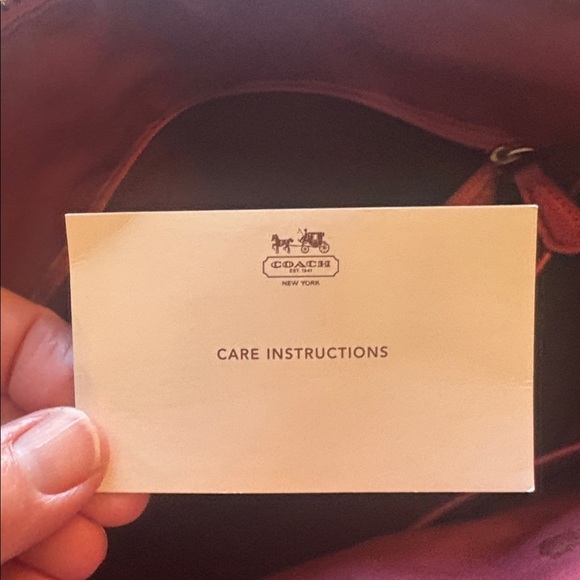 COACH
EST. 1941
NEW YORK
CARE INSTRUCTIONS